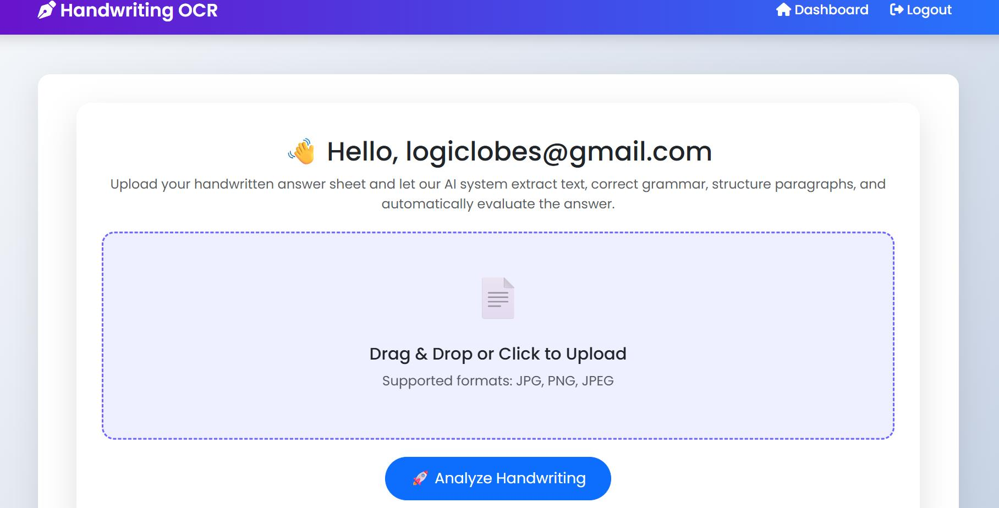 Handwriting OCR
Dashboard
Logout
Hello, logiclobes@gmail.com
Upload your handwritten answer sheet and let our AI system extract text, correct grammar, structure paragraphs, and
automatically evaluate the answer.
Drag & Drop or Click to Upload
Supported formats: JPG, PNG, JPEG
Analyze Handwriting